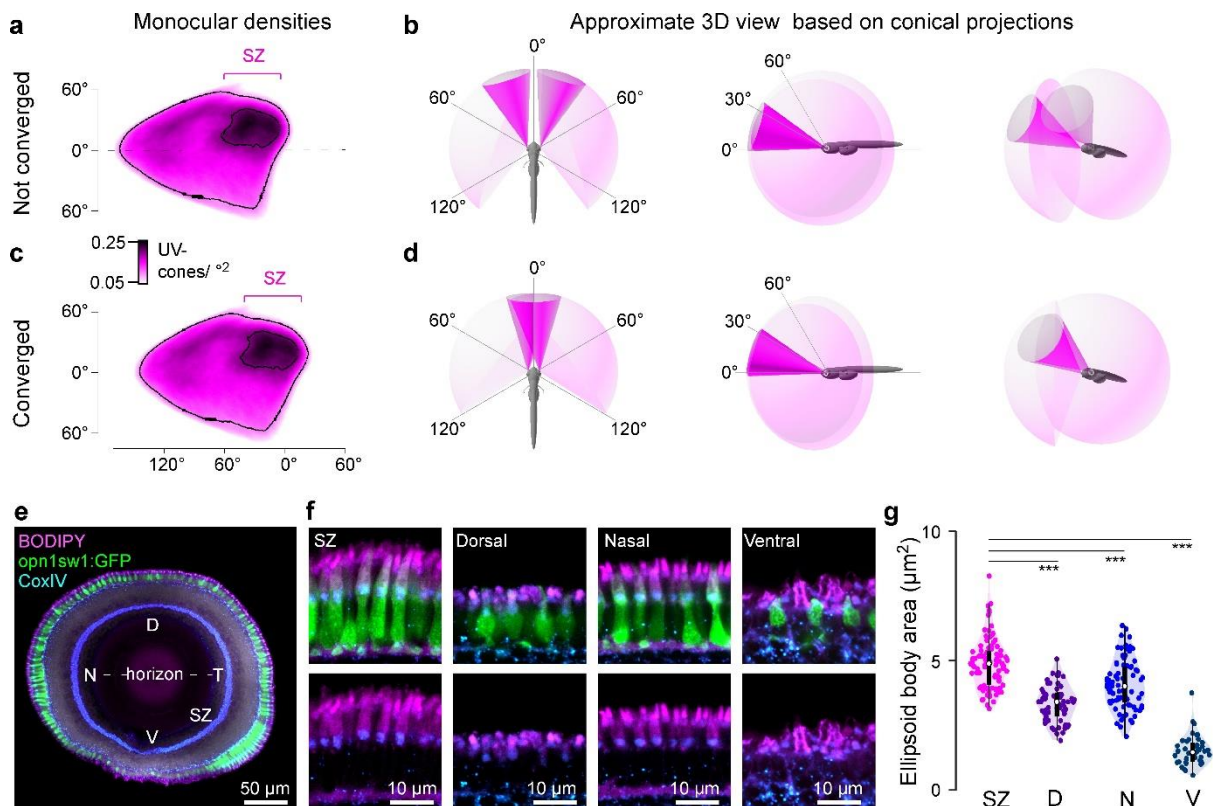 a
Monocular densities
b
Approximate 3D view based on conical projections
Not converged
SZ
60°
0°
60°
0°
60°
60°
120°
120°
60°
30°
0°
c
0.25
0.05
UV-
cones/ °²
d
Converged
SZ
60°
0°
60°
120°
60°
0°
60°
0°
60°
60°
120°
120°
60°
30°
0°
e
BODIPY
opn1sw1:GFP
CoxIV
D
N
horizon
T
SZ
V
50 µm
f
SZ
Dorsal
Nasal
Ventral
10 µm
10 µm
10 µm
10 µm
g
Ellipsoid body area (µm²)
10
5
0
***
***
***
SZ
D
N
V